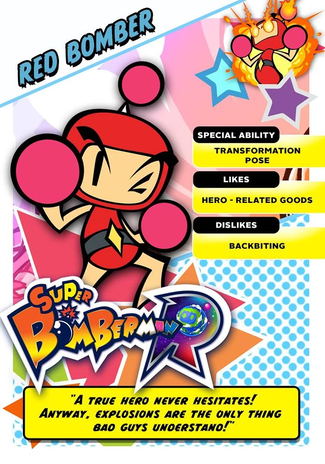 RED BOMBER
SPECIAL ABILITY
TRANSFORMATION
POSE
LIKES
HERO - RELATED GOODS
DISLIKES
BACKBITING
SUPER
BOMBERMAN
R
"A TRUE HERO NEVER HESITATES!
ANYWAY, EXPLOSIONS ARE THE ONLY THING
BAD GUYS UNDERSTAND!"